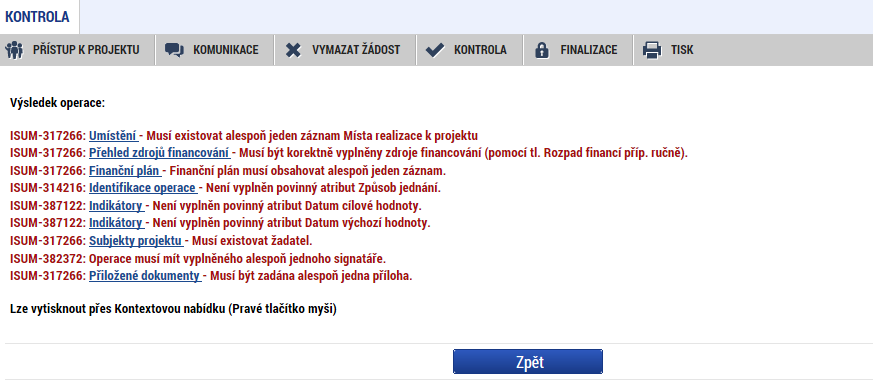 KONTROLA
PŘÍSTUP K PROJEKTU KOMUNIKACE VYMAZAT ŽÁDOST KONTROLA FINALIZACE TISK
Výsledek operace:
ISUM-317266: Umístění - Musí existovat alespoň jeden záznam Místa realizace k projektu
ISUM-317266: Přehled zdrojů financování - Musí být korektně vyplněny zdroje financování (pomocí tl. Rozpad financí příp. ručně).
ISUM-317266: Finanční plán - Finanční plán musí obsahovat alespoň jeden záznam.
ISUM-314216: Identifikace operace - Není vyplněn povinný atribut Způsob jednání.
ISUM-387122: Indikátory - Není vyplněn povinný atribut Datum cílové hodnoty.
ISUM-387122: Indikátory - Není vyplněn povinný atribut Datum výchozí hodnoty.
ISUM-317266: Subjekty projektu - Musí existovat žadatel.
ISUM-382372: Operace musí mít vyplněného alespoň jednoho signatáře.
ISUM-317266: Přiložené dokumenty - Musí být zadána alespoň jedna příloha.
Lze vytisknout přes Kontextovou nabídku (Pravé tlačítko myši)
Zpět